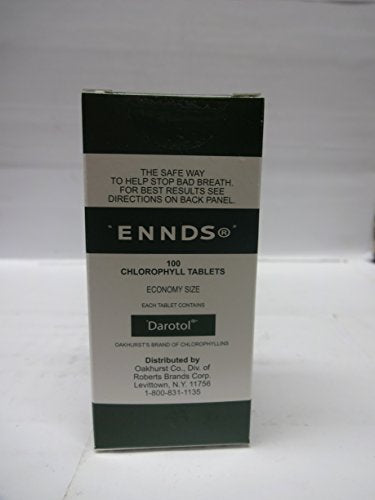 THE SAFE WAY
TO HELP STOP BAD BREATH.
FOR BEST RESULTS SEE
DIRECTIONS ON BACK PANEL.
"ENNDS®"
100
CHLOROPHYLL TABLETS
ECONOMY SIZE
EACH TABLET CONTAINS
"Darotol®"
OAKHURST'S BRAND OF CHLOROPHYLLINS
Distributed by
Oakhurst Co., Div. of
Roberts Brands Corp.
Levittown, N.Y. 11756
1-800-831-1135